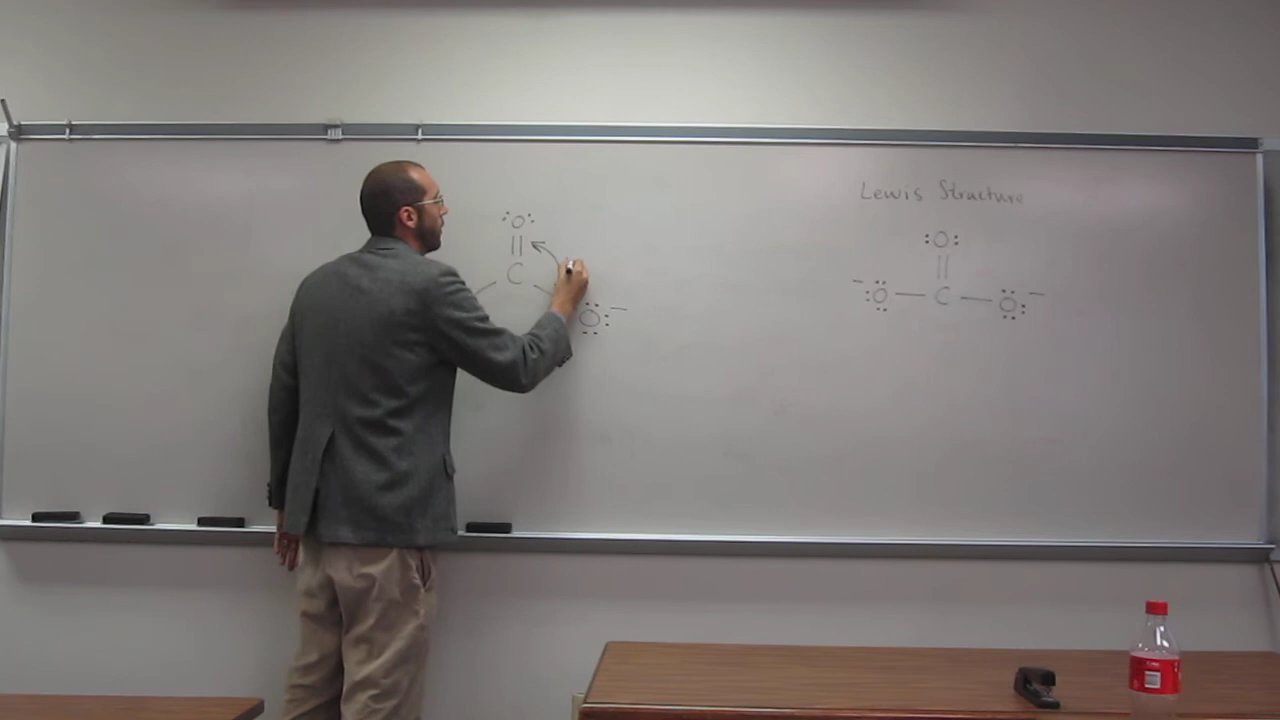 :O:
||
C
:O: —
Lewis Structure
:O:
||
— :O — C — O: —